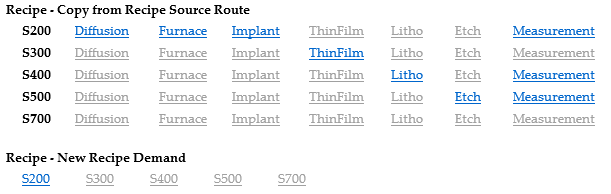 Recipe - Copy from Recipe Source Route
S200 Diffusion Furnace Implant ThinFilm Litho Etch Measurement
S300 Diffusion Furnace Implant ThinFilm Litho Etch Measurement
S400 Diffusion Furnace Implant ThinFilm Litho Etch Measurement
S500 Diffusion Furnace Implant ThinFilm Litho Etch Measurement
S700 Diffusion Furnace Implant ThinFilm Litho Etch Measurement
Recipe - New Recipe Demand
S200 S300 S400 S500 S700